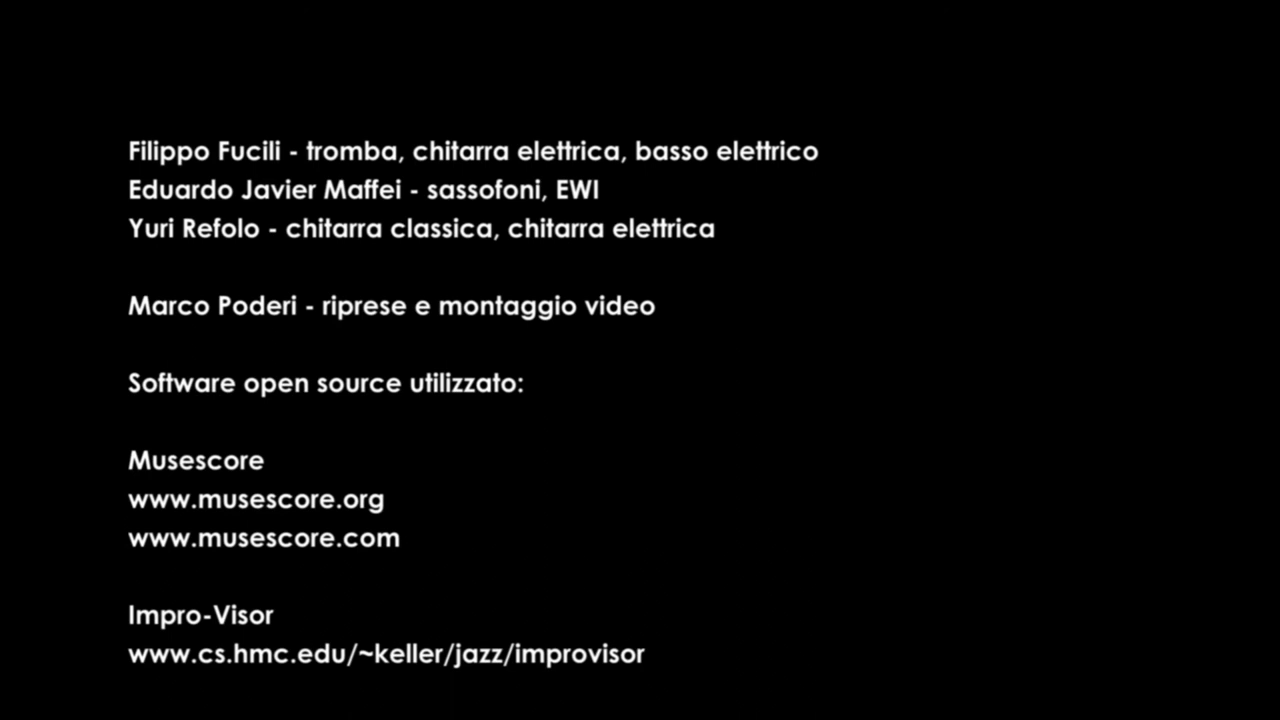 Filippo Fucili - tromba, chitarra elettrica, basso elettrico
Eduardo Javier Maffei - sassofoni, EWI
Yuri Refolo - chitarra classica, chitarra elettrica
Marco Poderi - riprese e montaggio video
Software open source utilizzato:
Musescore
www.musescore.org
www.musescore.com
Impro-Visor
www.cs.hmc.edu/~keller/jazz/improvisor